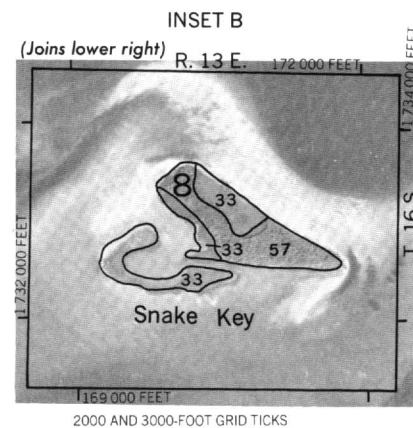 INSET B
(Joins lower right)
R. 13 E.
172 000 FEET
1 734 000 FEET
T. 16 S.
8
33
33
57
33
1 732 000 FEET
Snake Key
169 000 FEET
2000 AND 3000-FOOT GRID TICKS